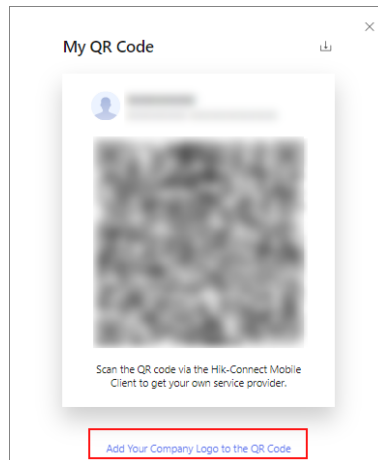 My QR Code
Scan the QR code via the Hik-Connect Mobile
Client to get your own service provider.
Add Your Company Logo to the QR Code